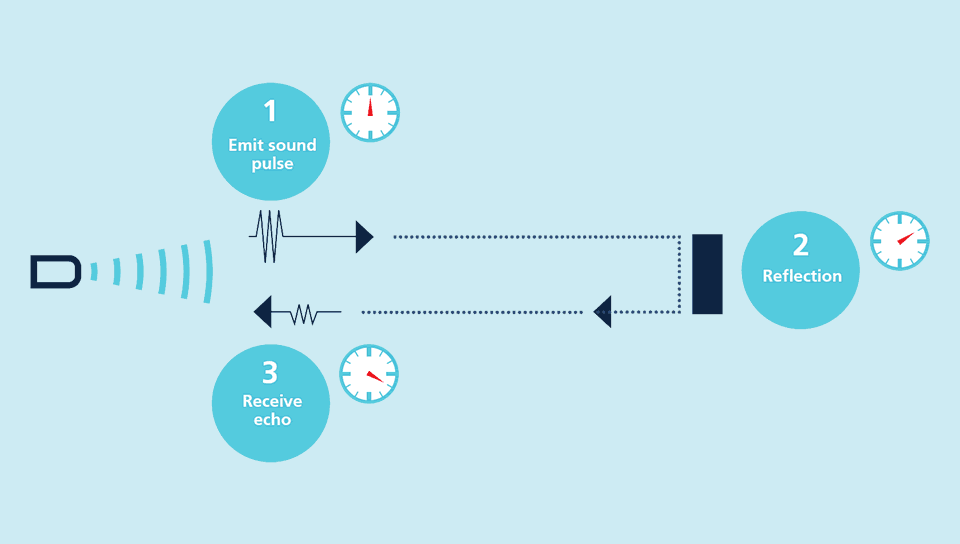 1
Emit sound
pulse
2
Reflection
3
Receive
echo